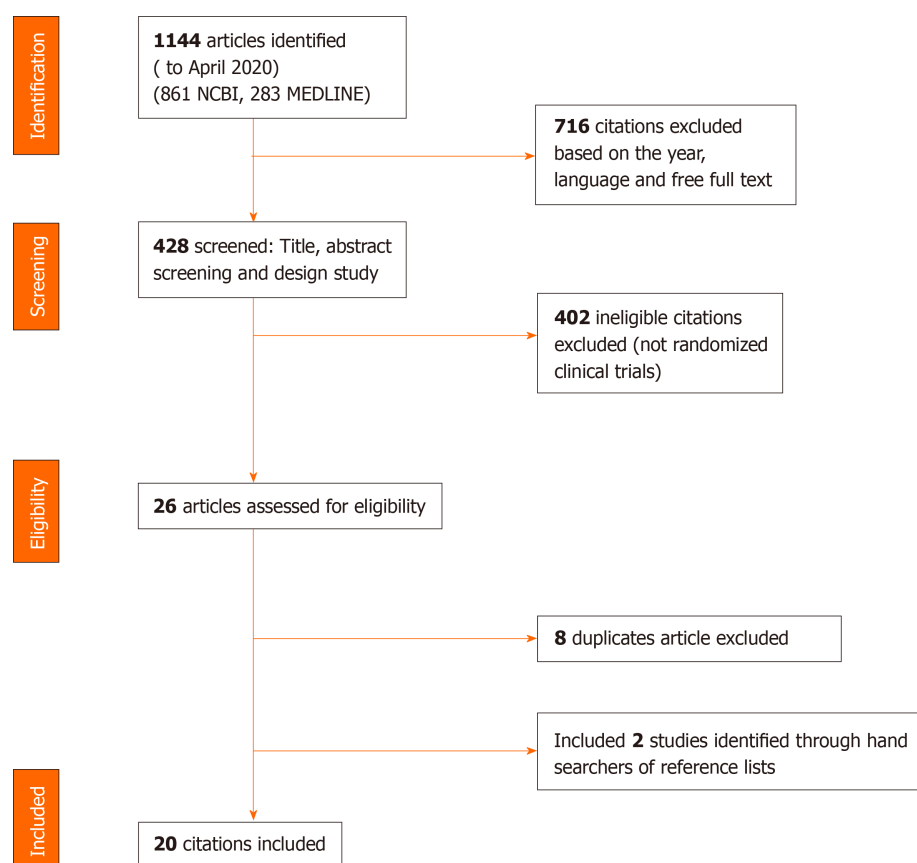 Identification
1144 articles identified
( to April 2020)
(861 NCBI, 283 MEDLINE)
716 citations excluded
based on the year,
language and free full text
Screening
428 screened: Title, abstract
screening and design study
402 ineligible citations
excluded (not randomized
clinical trials)
Eligibility
26 articles assessed for eligibility
8 duplicates article excluded
Included 2 studies identified through hand
searchers of reference lists
Included
20 citations included